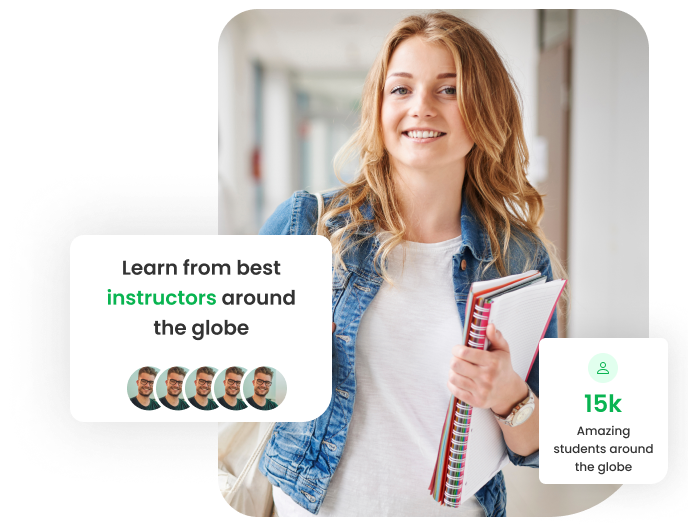 Learn from best
instructors around
the globe
15k
Amazing
students around
the globe